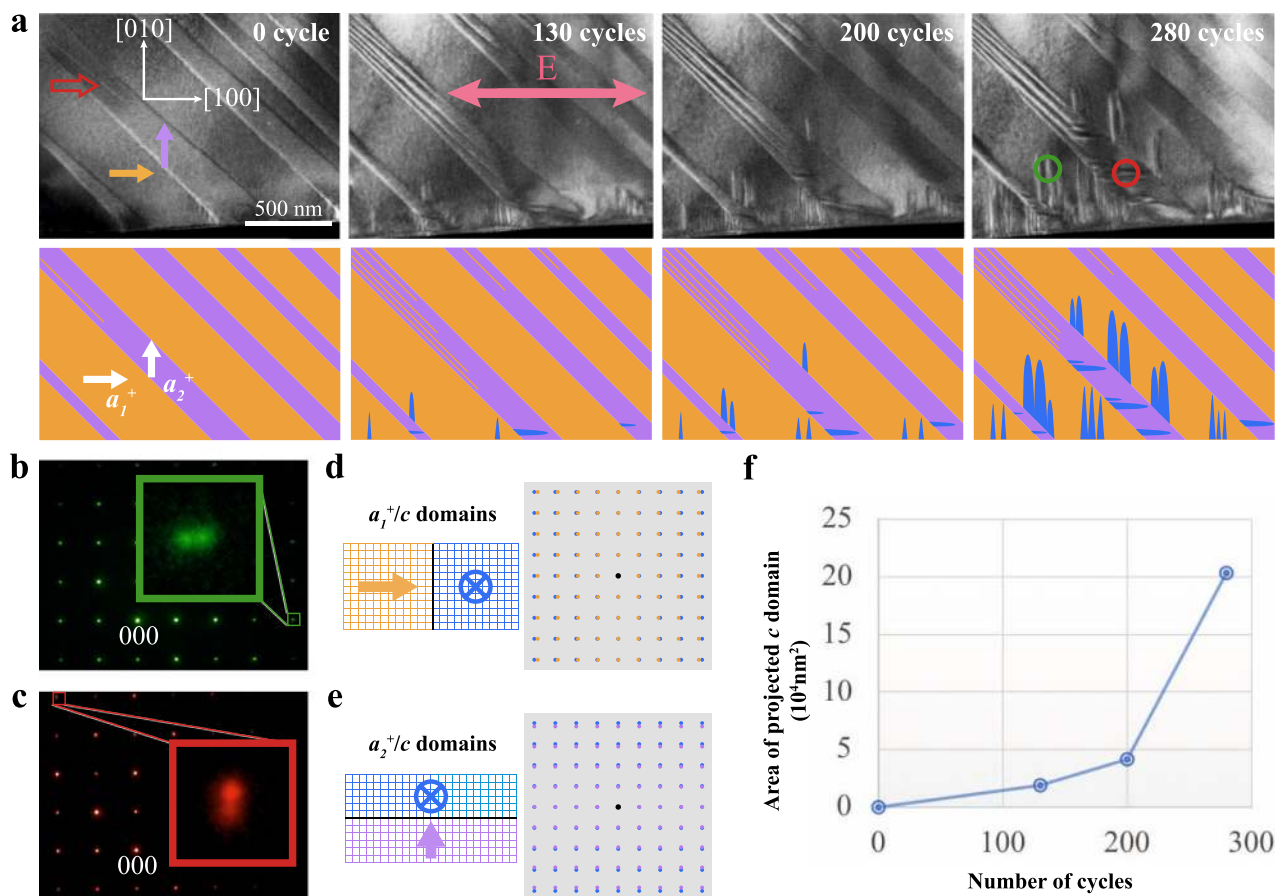 a
[010]
0 cycle
130 cycles
200 cycles
280 cycles
E
[100]
500 nm
a₁⁺
a₂⁺
b
000
c
000
d
a₁⁺/c domains
e
a₂⁺/c domains
f
Area of projected c domain
(10⁴nm²)
25
20
15
10
5
0
0
100
200
300
Number of cycles